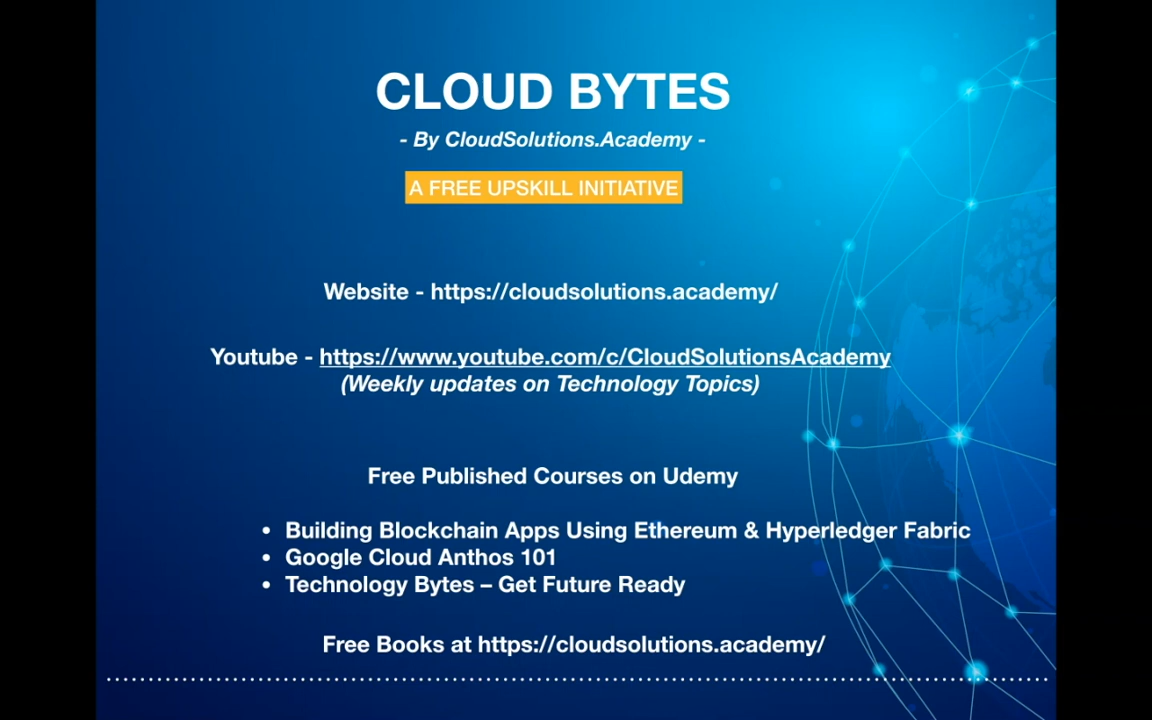 CLOUD BYTES
- By CloudSolutions.Academy -
A FREE UPSKILL INITIATIVE
Website - https://cloudsolutions.academy/
Youtube - https://www.youtube.com/c/CloudSolutionsAcademy
(Weekly updates on Technology Topics)
Free Published Courses on Udemy
• Building Blockchain Apps Using Ethereum & Hyperledger Fabric
• Google Cloud Anthos 101
• Technology Bytes – Get Future Ready
Free Books at https://cloudsolutions.academy/